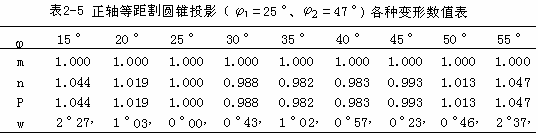 表2-5 正轴等距割圆锥投影（φ1=25°、φ2=47°)各种变形数值表
φ 15° 20° 25° 30° 35° 40° 45° 50° 55°
m 1.000 1.000 1.000 1.000 1.000 1.000 1.000 1.000 1.000
n 1.044 1.019 1.000 0.988 0.982 0.983 0.993 1.013 1.047
P 1.044 1.019 1.000 0.988 0.982 0.983 0.993 1.013 1.047
w 2°27, 1°03, 0°00, 0°43, 1°02, 0°57, 0°23, 0°46, 2°37,